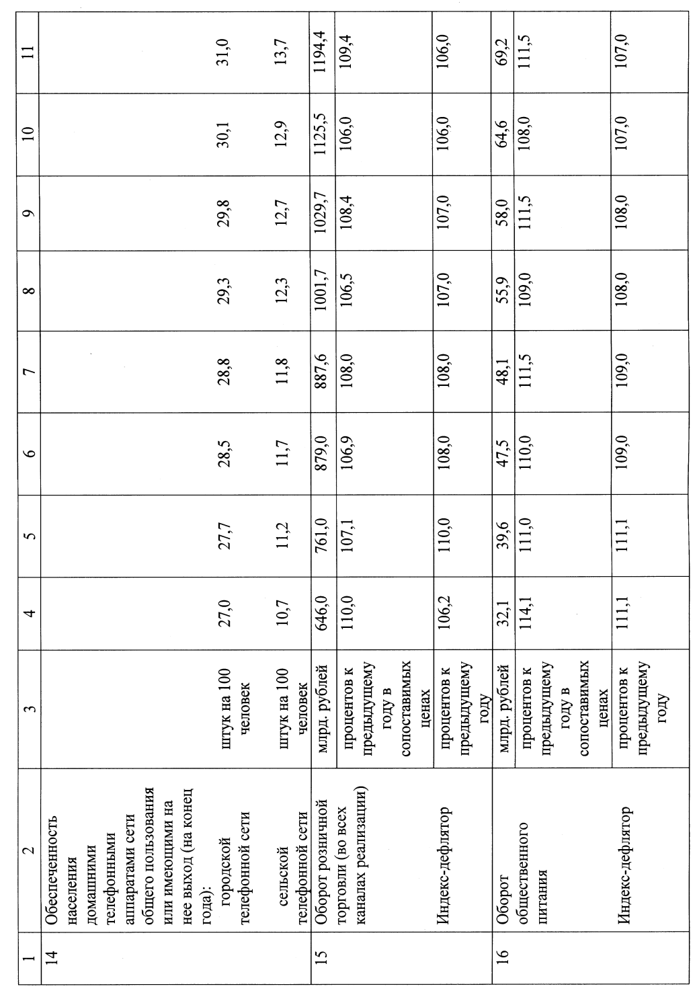 1 2 3 4 5 6 7 8 9 10 11
14 Обеспеченность
населения
домашними
телефонными
аппаратами сети
общего пользования
или имеющими на
нее выход (на конец
года):
городской штук на 100 27,0 27,7 28,5 28,8 29,3 29,8 30,1 31,0
телефонной сети человек
сельской штук на 100 10,7 11,2 11,7 11,8 12,3 12,7 12,9 13,7
телефонной сети человек
15 Оборот розничной млрд. рублей 646,0 761,0 879,0 887,6 1001,7 1029,7 1125,5 1194,4
торговли (во всех процентов к 110,0 107,1 106,9 108,0 106,5 108,4 106,0 109,4
каналах реализации) предыдущему
году в
сопоставимых
ценах
Индекс-дефлятор процентов к 106,2 110,0 108,0 108,0 107,0 107,0 106,0 106,0
предыдущему
году
16 Оборот млрд. рублей 32,1 39,6 47,5 48,1 55,9 58,0 64,6 69,2
общественного процентов к 114,1 111,0 110,0 111,5 109,0 111,5 108,0 111,5
питания предыдущему
году в
сопоставимых
ценах
Индекс-дефлятор процентов к 111,1 111,1 109,0 109,0 108,0 108,0 107,0 107,0
предыдущему
году